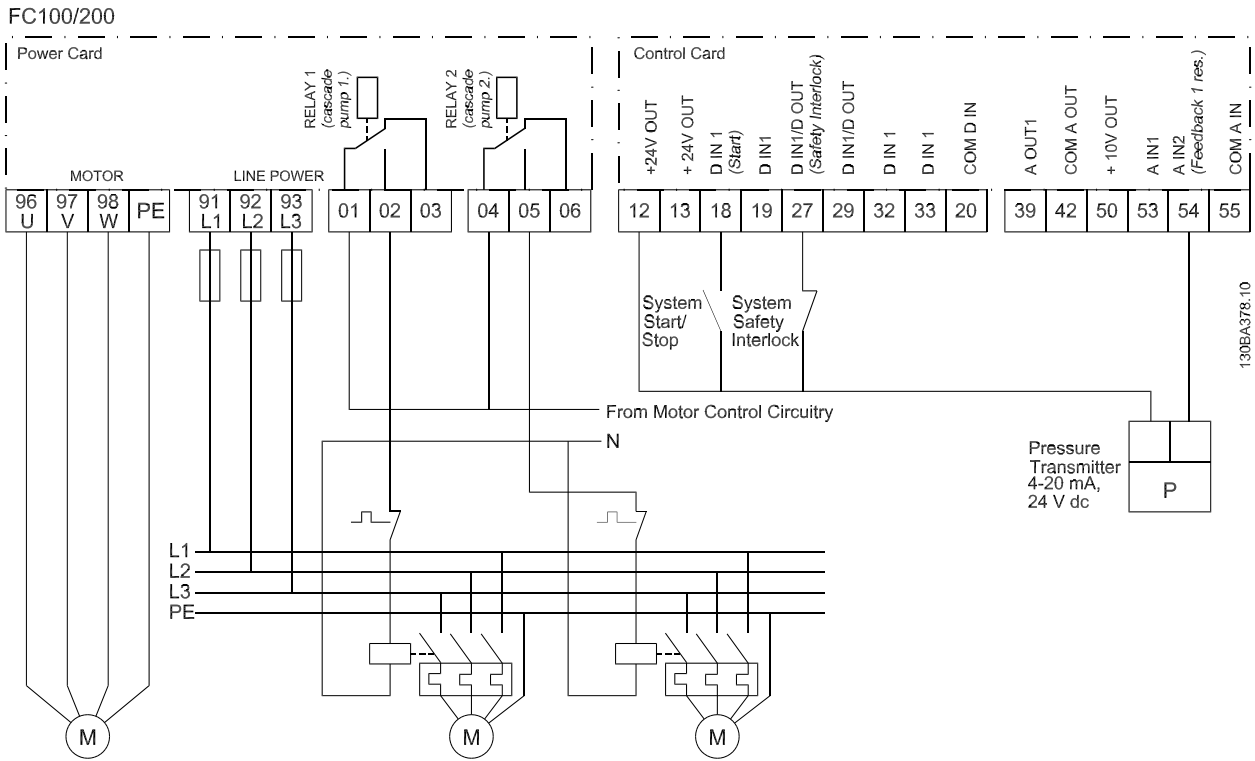 FC100/200
Power Card
Control Card
RELAY 1
(cascade
pump 1.)
RELAY 2
(cascade
pump 2.)
+24V OUT
+ 24V OUT
D IN 1
(Start)
D IN1
D IN1/D OUT
(Safety Interlock)
D IN1/D OUT
D IN 1
D IN 1
COM D IN
A OUT1
COM A OUT
+ 10V OUT
A IN1
A IN2
(Feedback 1 res.)
COM A IN
MOTOR
LINE POWER
96 97 98 PE
U V W
91 92 93
L1 L2 L3
01 02 03
04 05 06
12 13 18 19 27 29 32 33 20
39 42 50 53 54 55
System
Start/
Stop
System
Safety
Interlock
130BA378.10
From Motor Control Circuitry
N
Pressure
Transmitter
4-20 mA,
24 V dc
P
L1
L2
L3
PE
M
M
M